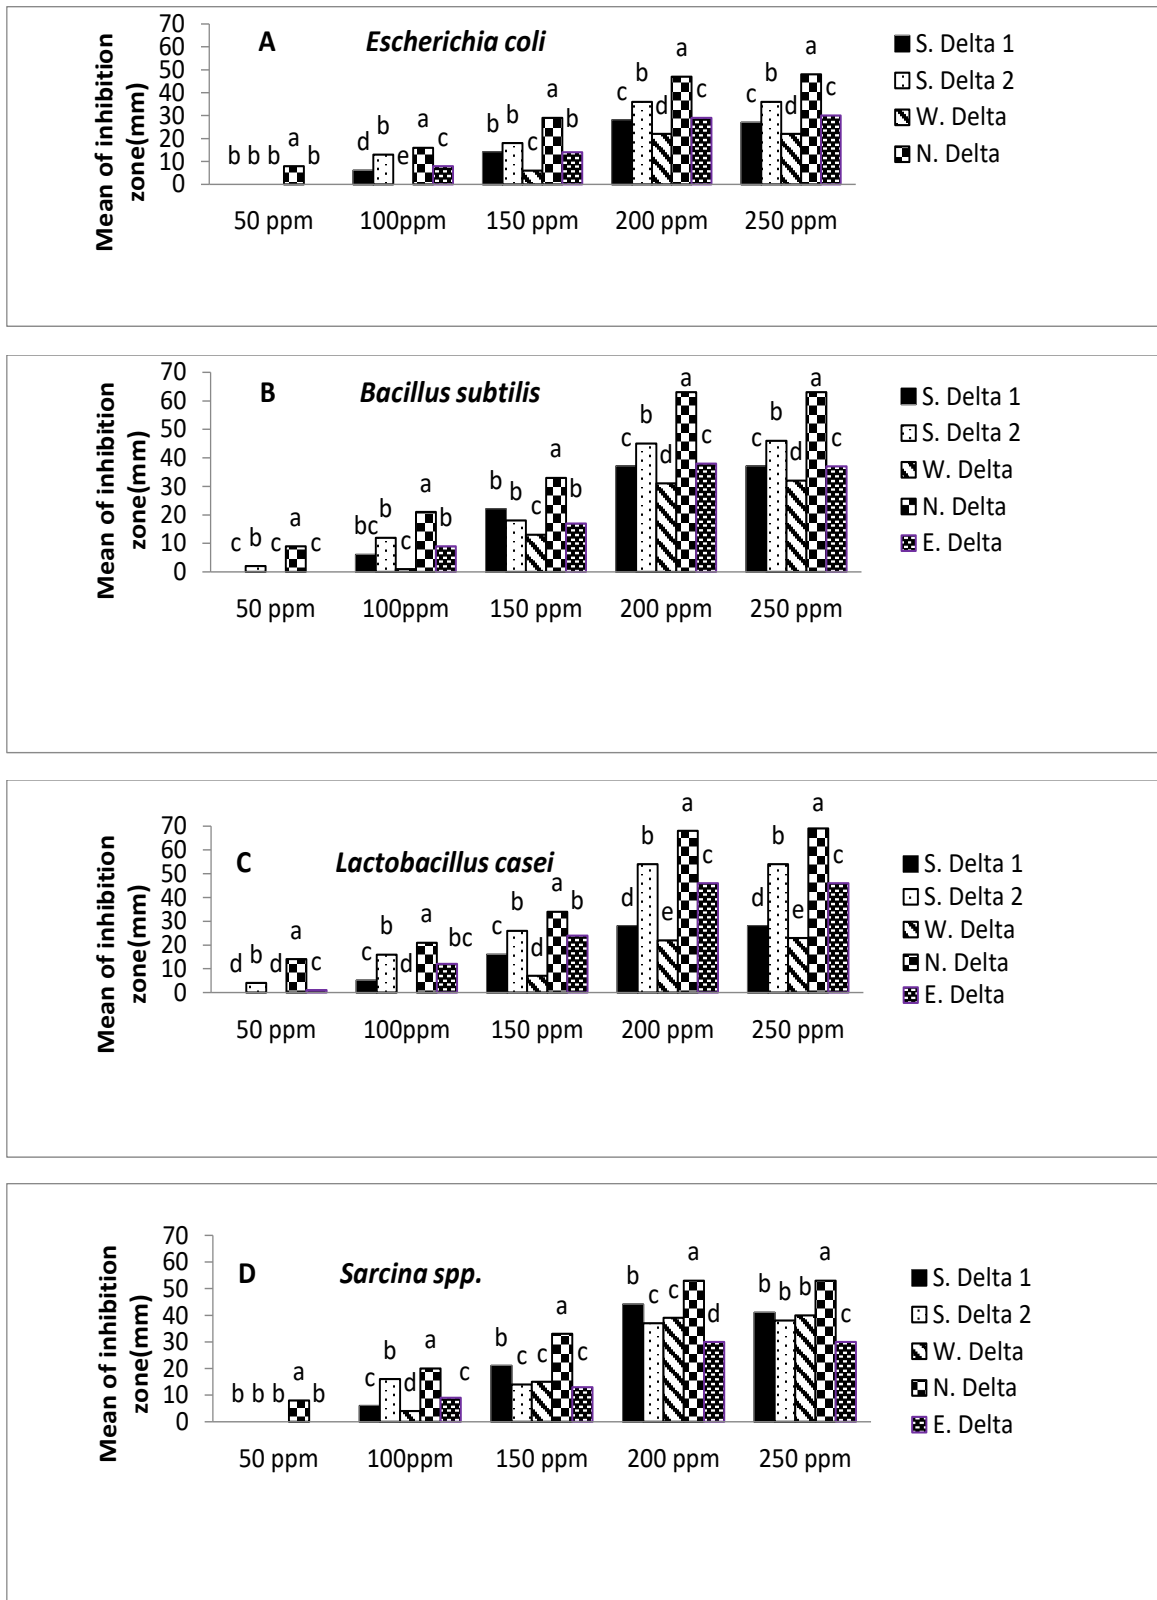 A Escherichia coli
Mean of inhibition
zone(mm)
70
60
50
40
30
20
10
0
b b b a b
d b e a c
b b c a b
c b d a c
c b d a c
50 ppm 100ppm 150 ppm 200 ppm 250 ppm
S. Delta 1
S. Delta 2
W. Delta
N. Delta
B Bacillus subtilis
Mean of inhibition
zone(mm)
70
60
50
40
30
20
10
0
c b c a c
bc b c a b
b b c a b
c b d a c
c b d a c
50 ppm 100ppm 150 ppm 200 ppm 250 ppm
S. Delta 1
S. Delta 2
W. Delta
N. Delta
E. Delta
C Lactobacillus casei
Mean of inhibition
zone(mm)
70
60
50
40
30
20
10
0
d b d a c
c b d a bc
c b d a b
d b e a c
d b e a c
50 ppm 100ppm 150 ppm 200 ppm 250 ppm
S. Delta 1
S. Delta 2
W. Delta
N. Delta
E. Delta
D Sarcina spp.
Mean of inhibition
zone(mm)
70
60
50
40
30
20
10
0
b b b a b
c b d a c
b c c a c
b c c a d
b b b a c
50 ppm 100ppm 150 ppm 200 ppm 250 ppm
S. Delta 1
S. Delta 2
W. Delta
N. Delta
E. Delta